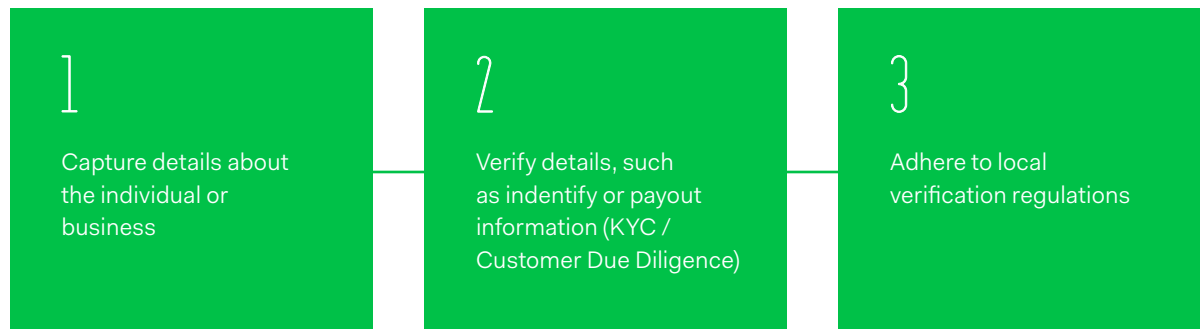 1
Capture details about
the individual or
business
2
Verify details, such
as indentify or payout
information (KYC /
Customer Due Diligence)
3
Adhere to local
verification regulations